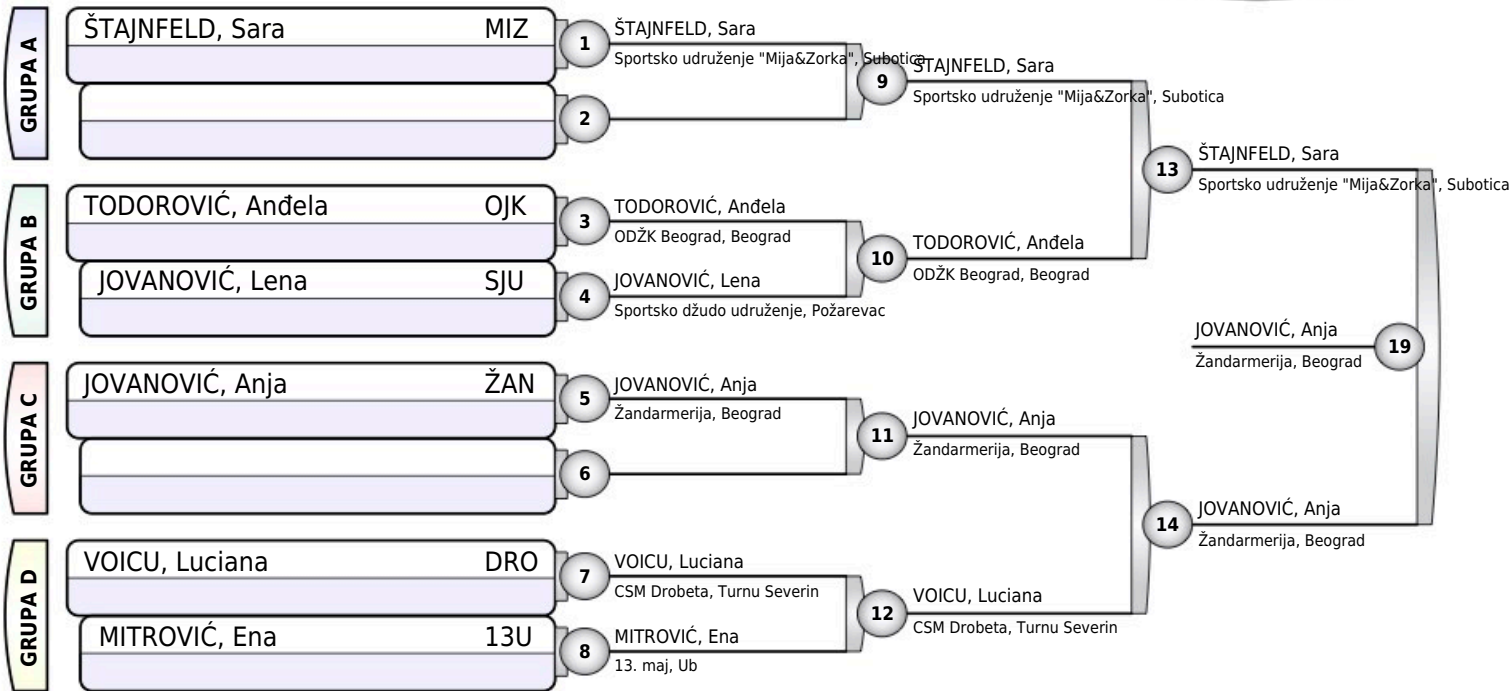 GRUPA A
ŠTAJNFELD, Sara MIZ
1
ŠTAJNFELD, Sara
Sportsko udruženje "Mija&Zorka", Subotica
2
9
ŠTAJNFELD, Sara
Sportsko udruženje "Mija&Zorka", Subotica
GRUPA B
TODOROVIĆ, Anđela OJK
3
TODOROVIĆ, Anđela
ODŽK Beograd, Beograd
JOVANOVIĆ, Lena SJU
4
JOVANOVIĆ, Lena
Sportsko džudo udruženje, Požarevac
10
TODOROVIĆ, Anđela
ODŽK Beograd, Beograd
13
ŠTAJNFELD, Sara
Sportsko udruženje "Mija&Zorka", Subotica
GRUPA C
JOVANOVIĆ, Anja ŽAN
5
JOVANOVIĆ, Anja
Žandarmerija, Beograd
6
11
JOVANOVIĆ, Anja
Žandarmerija, Beograd
GRUPA D
VOICU, Luciana DRO
7
VOICU, Luciana
CSM Drobeta, Turnu Severin
MITROVIĆ, Ena 13U
8
MITROVIĆ, Ena
13. maj, Ub
12
VOICU, Luciana
CSM Drobeta, Turnu Severin
14
JOVANOVIĆ, Anja
Žandarmerija, Beograd
JOVANOVIĆ, Anja
Žandarmerija, Beograd
19